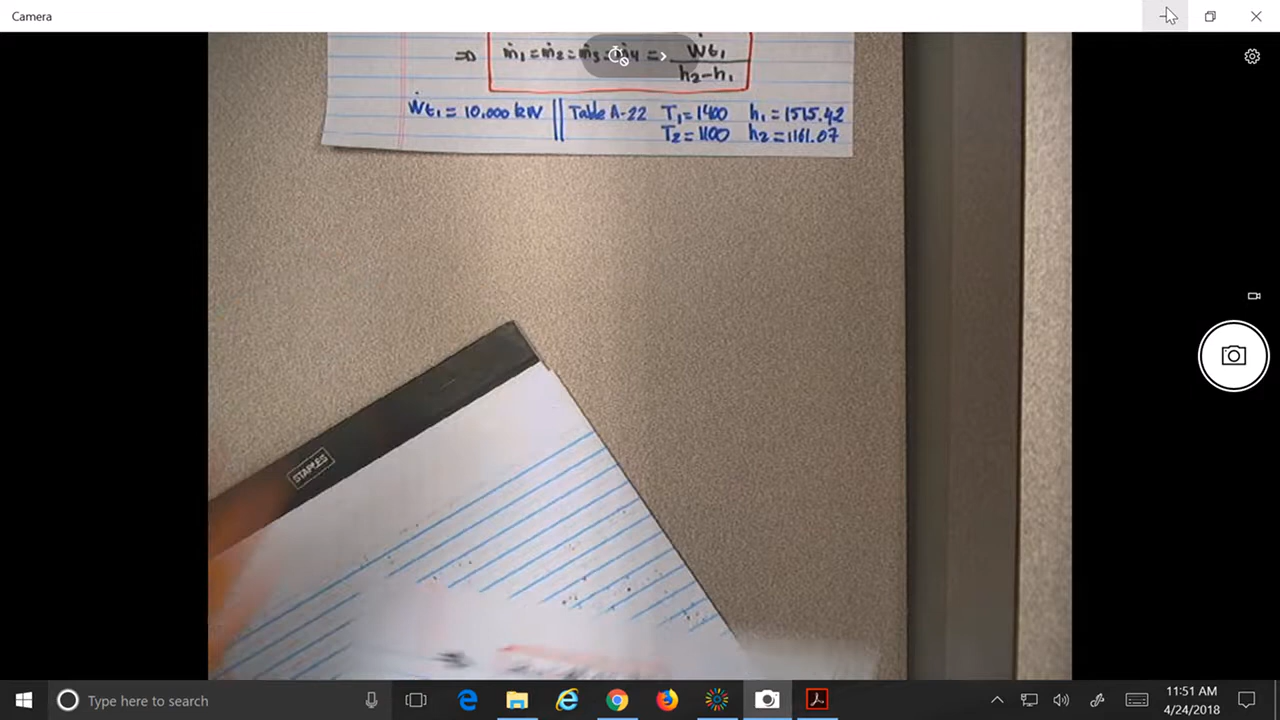 Camera
⇒ ṁ1 = ṁ2 = ṁ3 = ṁ4 = Ẇt1
h2-h1
Ẇt1 = 10.000 kW || Table A-22 T1=1400 h1=1515.42
T2=1100 h2=1161.07
STAPLES
Type here to search
11:51 AM
4/24/2018